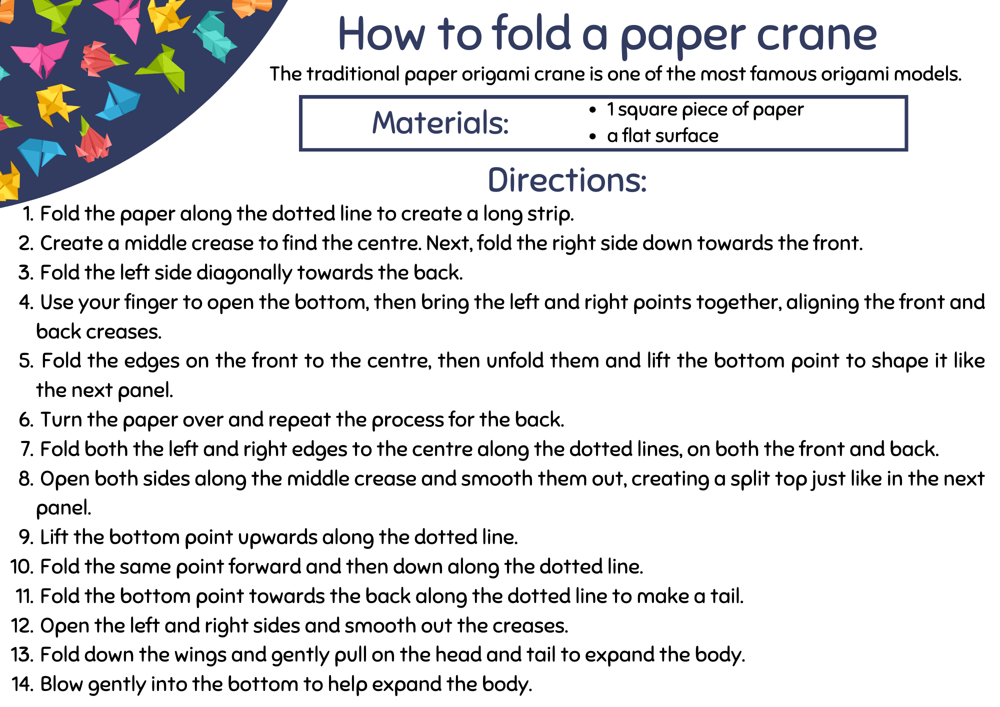 How to fold a paper crane
The traditional paper origami crane is one of the most famous origami models.
Materials:
• 1 square piece of paper
• a flat surface
Directions:
1. Fold the paper along the dotted line to create a long strip.
2. Create a middle crease to find the centre. Next, fold the right side down towards the front.
3. Fold the left side diagonally towards the back.
4. Use your finger to open the bottom, then bring the left and right points together, aligning the front and
back creases.
5. Fold the edges on the front to the centre, then unfold them and lift the bottom point to shape it like
the next panel.
6. Turn the paper over and repeat the process for the back.
7. Fold both the left and right edges to the centre along the dotted lines, on both the front and back.
8. Open both sides along the middle crease and smooth them out, creating a split top just like in the next
panel.
9. Lift the bottom point upwards along the dotted line.
10. Fold the same point forward and then down along the dotted line.
11. Fold the bottom point towards the back along the dotted line to make a tail.
12. Open the left and right sides and smooth out the creases.
13. Fold down the wings and gently pull on the head and tail to expand the body.
14. Blow gently into the bottom to help expand the body.